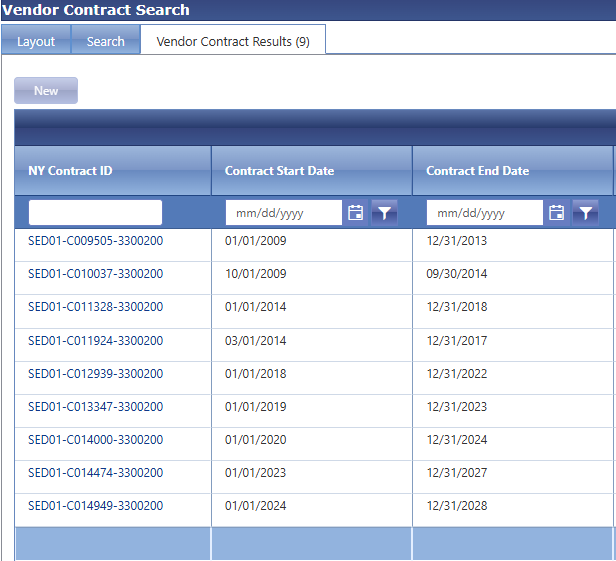 Vendor Contract Search
Layout Search Vendor Contract Results (9)
New
NY Contract ID Contract Start Date Contract End Date
mm/dd/yyyy mm/dd/yyyy
SED01-C009505-3300200 01/01/2009 12/31/2013
SED01-C010037-3300200 10/01/2009 09/30/2014
SED01-C011328-3300200 01/01/2014 12/31/2018
SED01-C011924-3300200 03/01/2014 12/31/2017
SED01-C012939-3300200 01/01/2018 12/31/2022
SED01-C013347-3300200 01/01/2019 12/31/2023
SED01-C014000-3300200 01/01/2020 12/31/2024
SED01-C014474-3300200 01/01/2023 12/31/2027
SED01-C014949-3300200 01/01/2024 12/31/2028